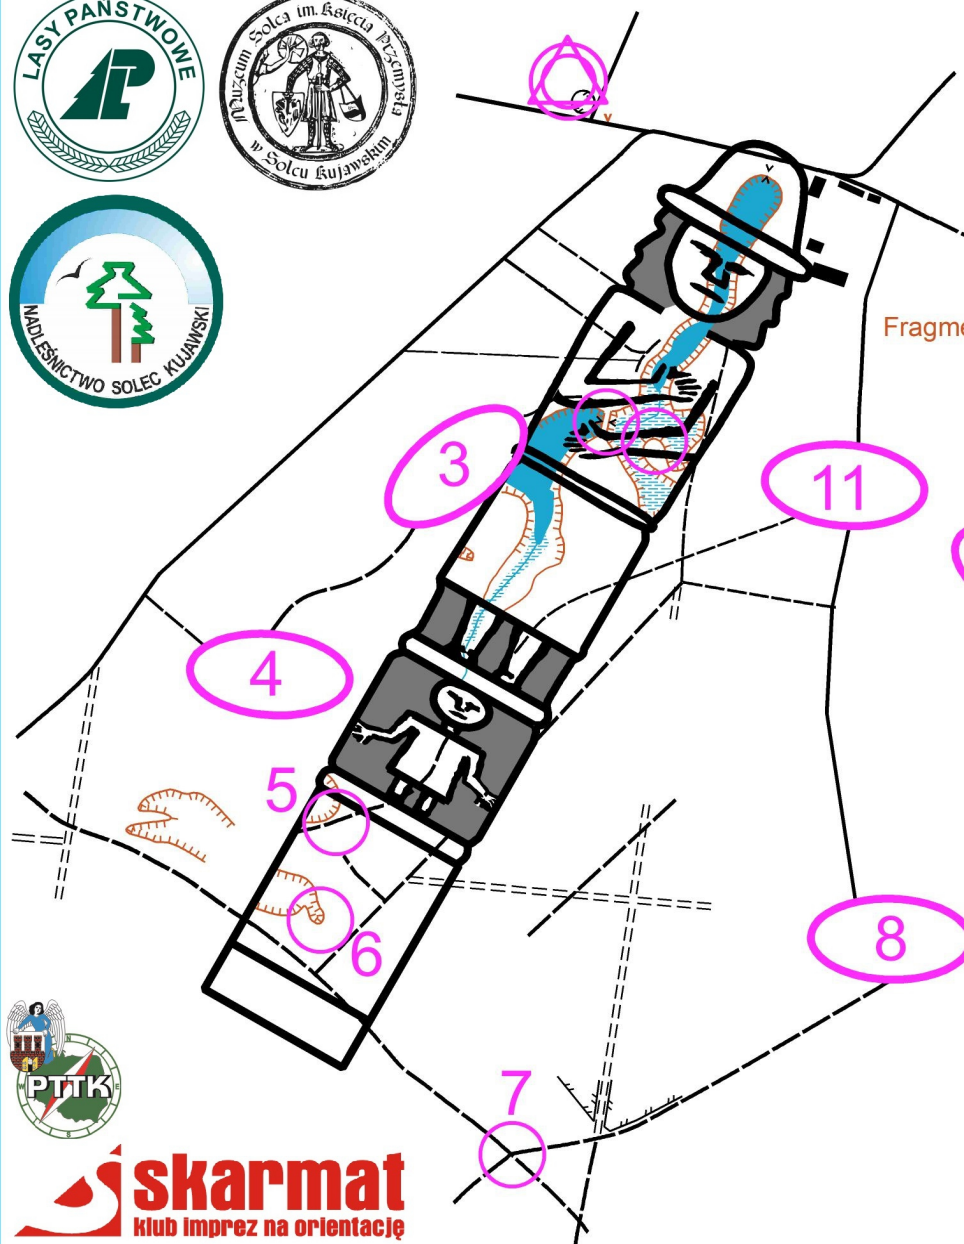 LASY PAŃSTWOWE
Muzeum Solca im. Księcia Przemysła
w Solcu Kujawskim
NADLEŚNICTWO SOLEC KUJAWSKI
Fragme
3
11
4
5
6
8
7
PTTK
skarmat
klub imprez na orientację